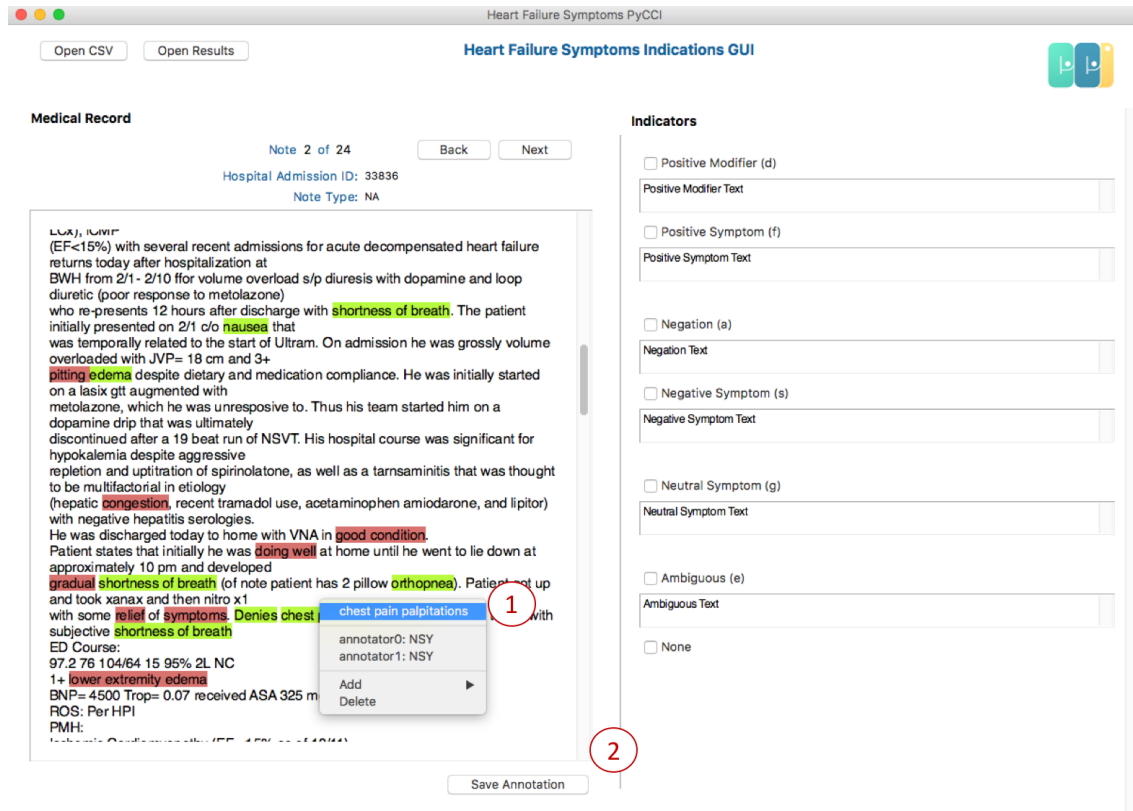 Heart Failure Symptoms PyCCI
Open CSV
Open Results
Heart Failure Symptoms Indications GUI
Medical Record
Note 2 of 24
Back
Next
Hospital Admission ID: 33836
Note Type: NA
(EF<15%) with several recent admissions for acute decompensated heart failure
returns today after hospitalization at
BWH from 2/1- 2/10 ffor volume overload s/p diuresis with dopamine and loop
diuretic (poor response to metolazone)
who re-presents 12 hours after discharge with shortness of breath. The patient
initially presented on 2/1 c/o nausea that
was temporally related to the start of Ultram. On admission he was grossly volume
overloaded with JVP= 18 cm and 3+
pitting edema despite dietary and medication compliance. He was initially started
on a lasix gtt augmented with
metolazone, which he was unresposive to. Thus his team started him on a
dopamine drip that was ultimately
discontinued after a 19 beat run of NSVT. His hospital course was significant for
hypokalemia despite aggressive
repletion and uptitration of spirinolatone, as well as a tarnsaminitis that was thought
to be multifactorial in etiology
(hepatic congestion, recent tramadol use, acetaminophen amiodarone, and lipitor)
with negative hepatitis serologies.
He was discharged today to home with VNA in good condition.
Patient states that initially he was doing well at home until he went to lie down at
approximately 10 pm and developed
gradual shortness of breath (of note patient has 2 pillow orthopnea). Patient up
and took xanax and then nitro x1
with some relief of symptoms. Denies chest with
subjective shortness of breath
ED Course:
97.2 76 104/64 15 95% 2L NC
1+ lower extremity edema
BNP= 4500 Trop= 0.07 received ASA 325
ROS: Per HPI
PMH:
chest pain palpitations
annotator0: NSY
annotator1: NSY
Add
Delete
1
2
Save Annotation
Indicators
Positive Modifier (d)
Positive Modifier Text
Positive Symptom (f)
Positive Symptom Text
Negation (a)
Negation Text
Negative Symptom (s)
Negative Symptom Text
Neutral Symptom (g)
Neutral Symptom Text
Ambiguous (e)
Ambiguous Text
None